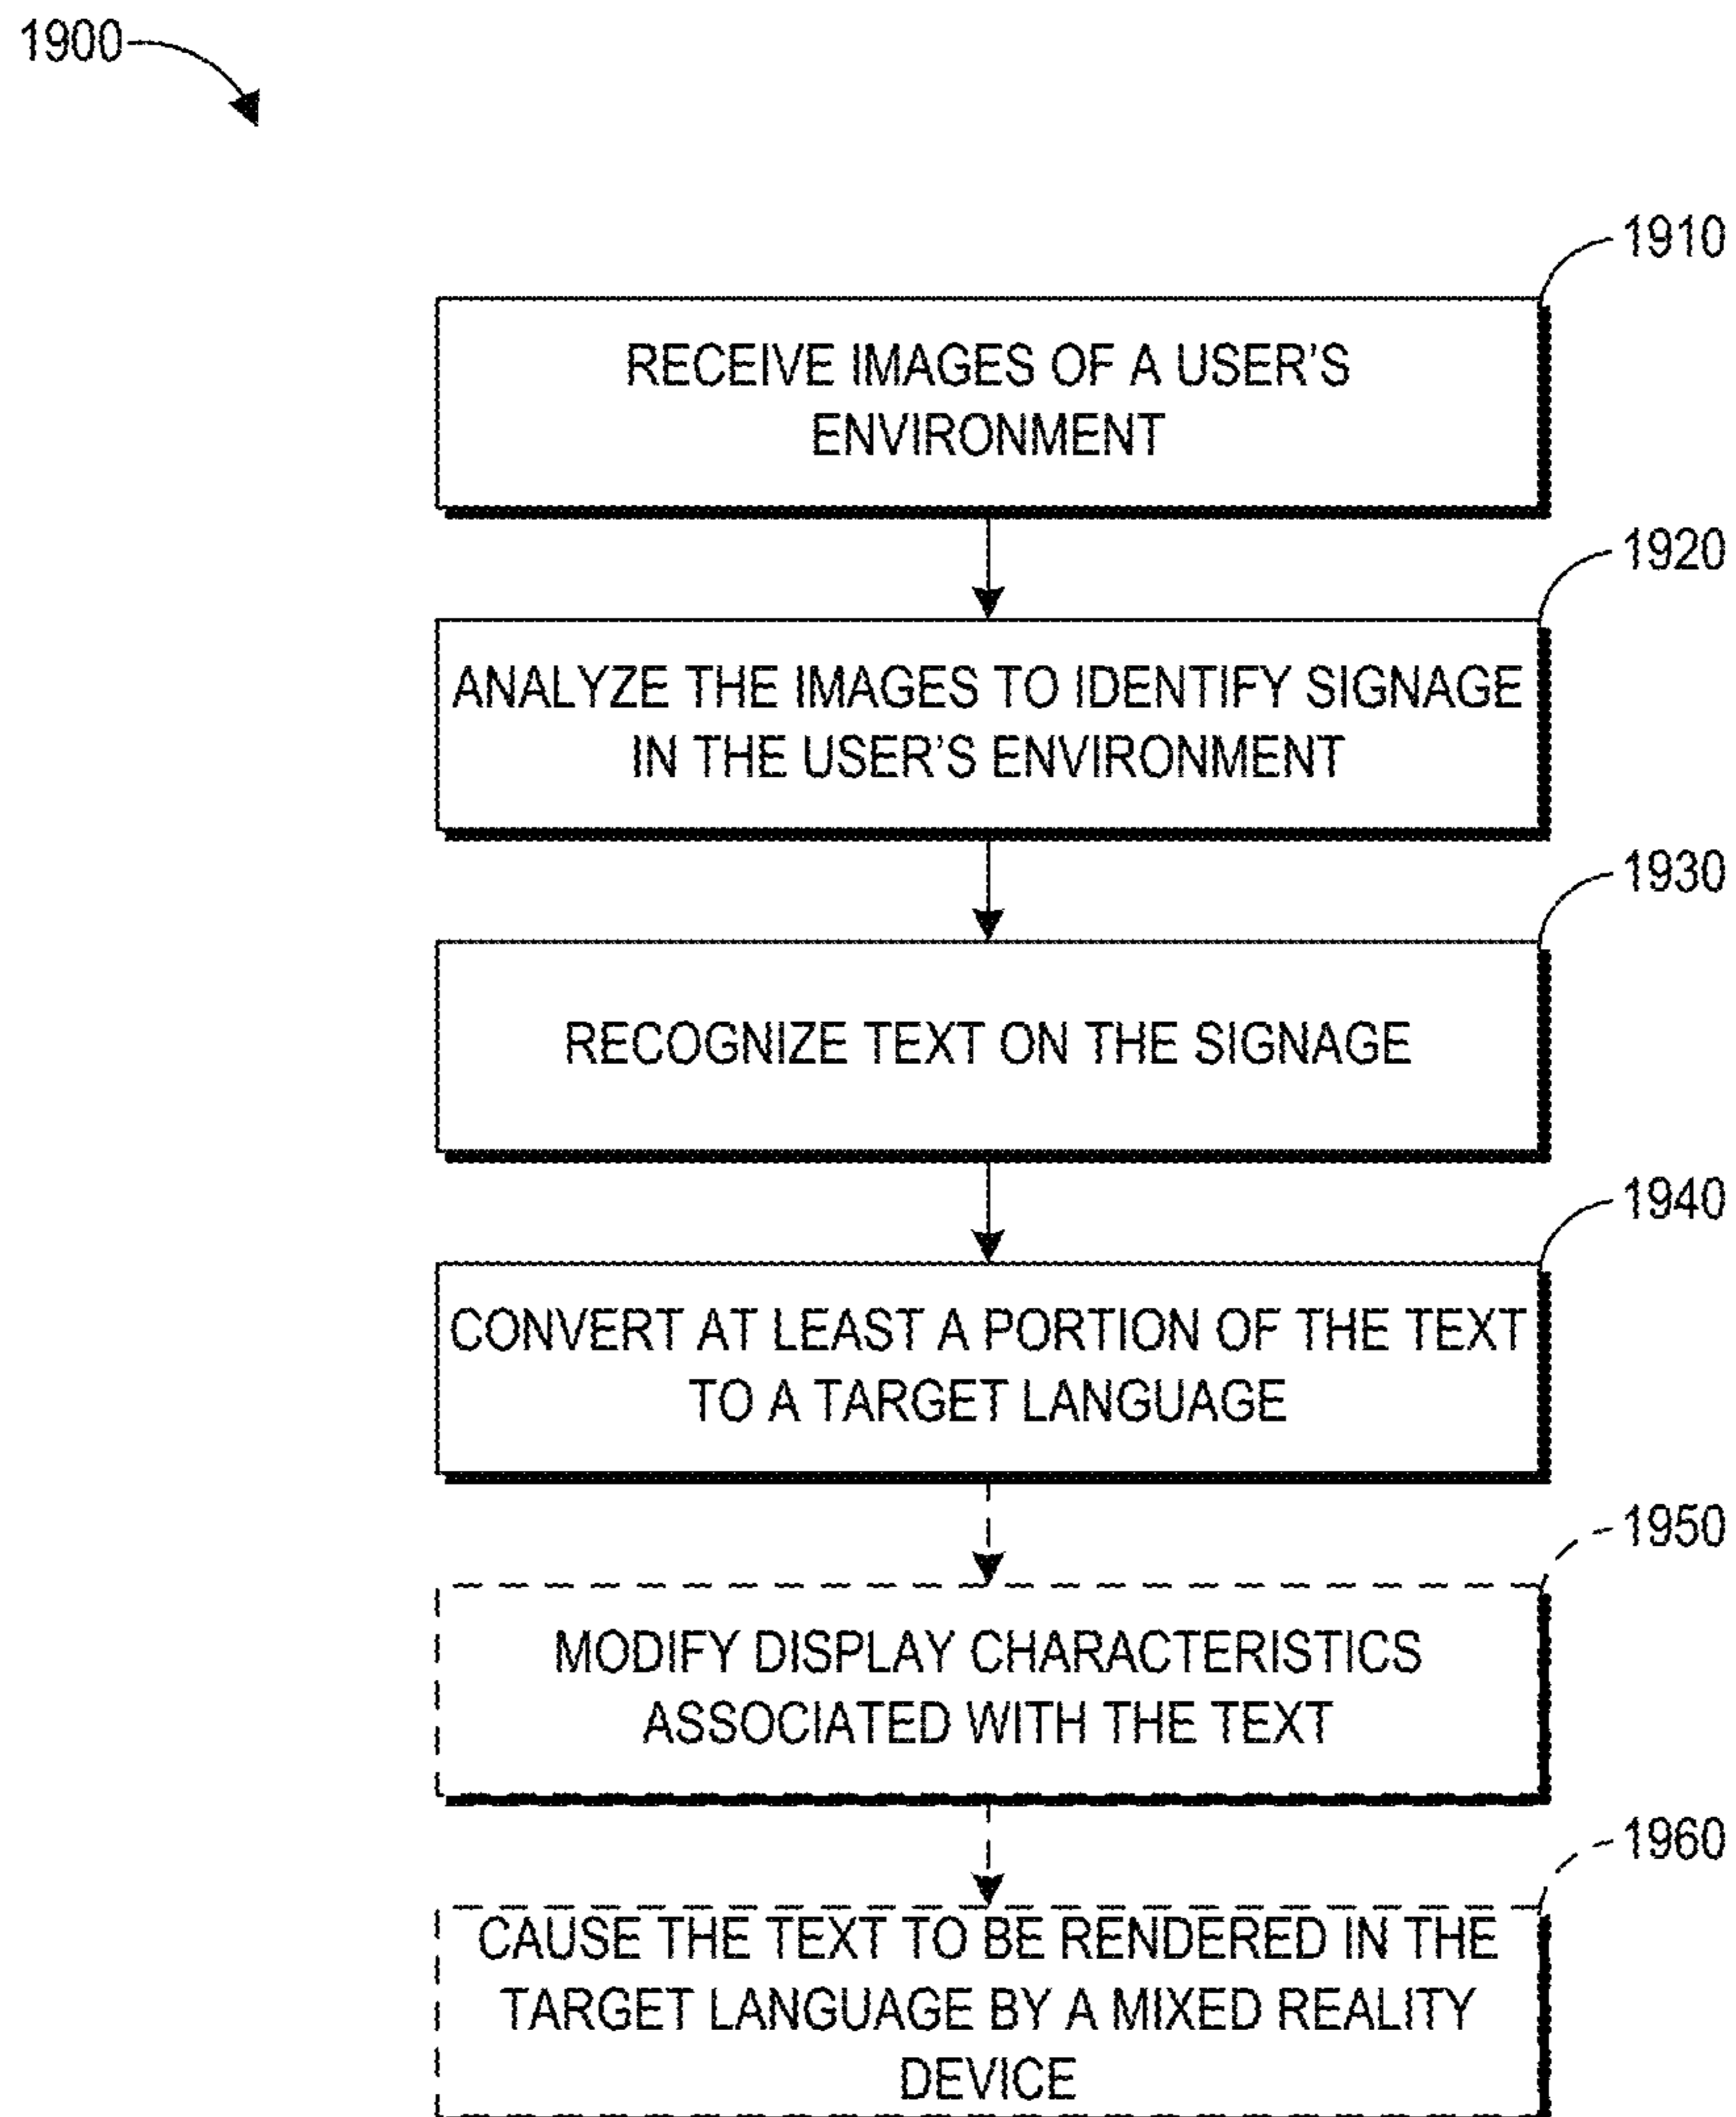 1900
1910
RECEIVE IMAGES OF A USER'S
ENVIRONMENT
1920
ANALYZE THE IMAGES TO IDENTIFY SIGNAGE
IN THE USER'S ENVIRONMENT
1930
RECOGNIZE TEXT ON THE SIGNAGE
1940
CONVERT AT LEAST A PORTION OF THE TEXT
TO A TARGET LANGUAGE
1950
MODIFY DISPLAY CHARACTERISTICS
ASSOCIATED WITH THE TEXT
1960
CAUSE THE TEXT TO BE RENDERED IN THE
TARGET LANGUAGE BY A MIXED REALITY
DEVICE